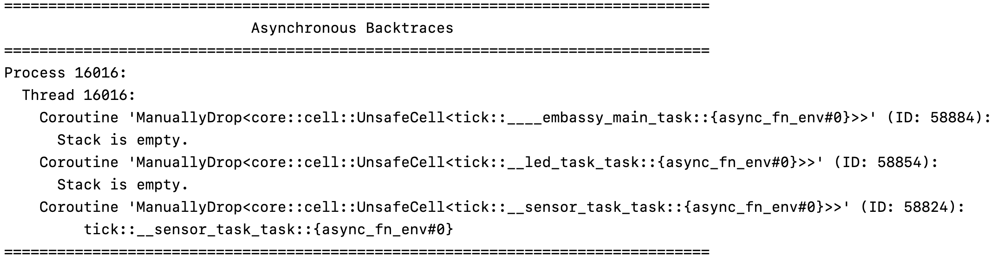 ================================================================================
                            Asynchronous Backtraces
================================================================================
Process 16016:
  Thread 16016:
    Coroutine 'ManuallyDrop<core::cell::UnsafeCell<tick::____embassy_main_task::{async_fn_env#0}>>' (ID: 58884):
      Stack is empty.
    Coroutine 'ManuallyDrop<core::cell::UnsafeCell<tick::__led_task_task::{async_fn_env#0}>>' (ID: 58854):
      Stack is empty.
    Coroutine 'ManuallyDrop<core::cell::UnsafeCell<tick::__sensor_task_task::{async_fn_env#0}>>' (ID: 58824):
         tick::__sensor_task_task::{async_fn_env#0}
================================================================================